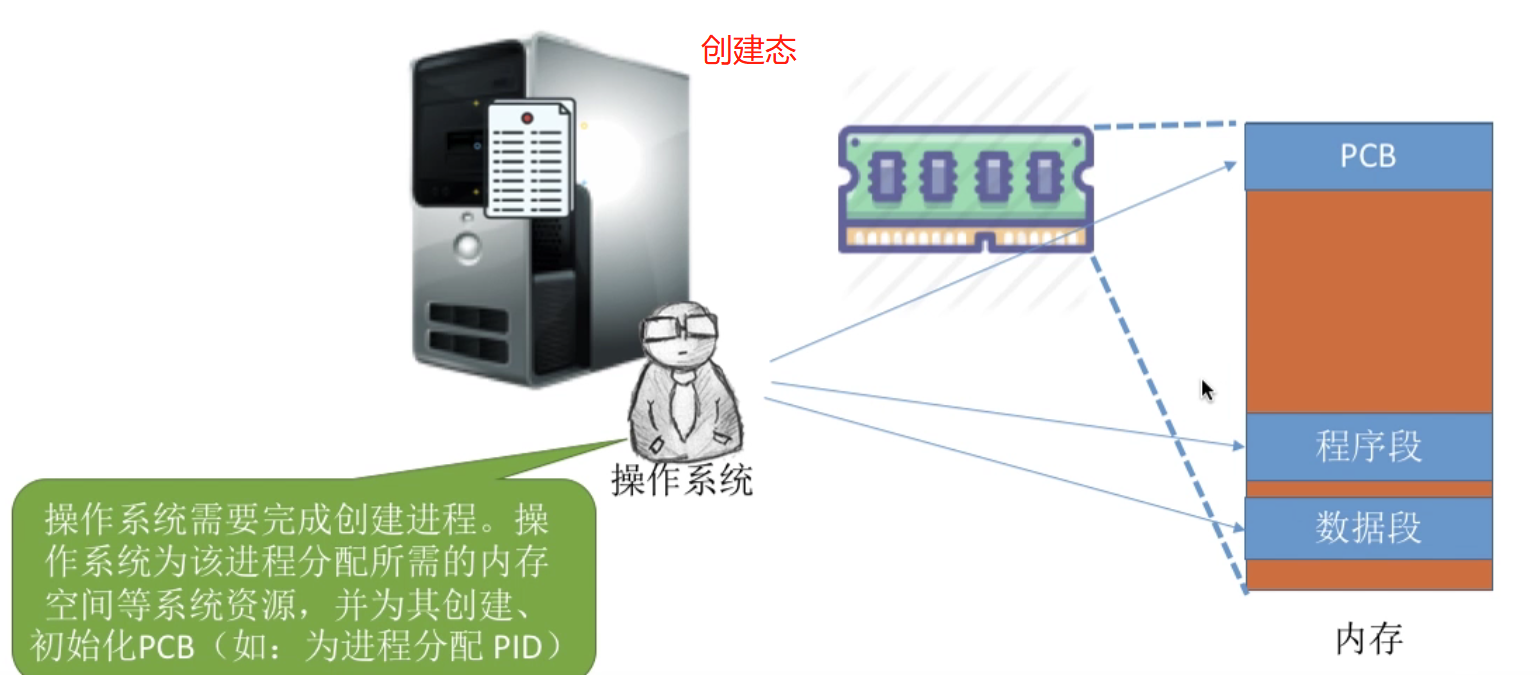 创建态
PCB
程序段
数据段
内存
操作系统
操作系统需要完成创建进程。操
作系统为该进程分配所需的内存
空间等系统资源，并为其创建、
初始化PCB（如：为进程分配 PID）